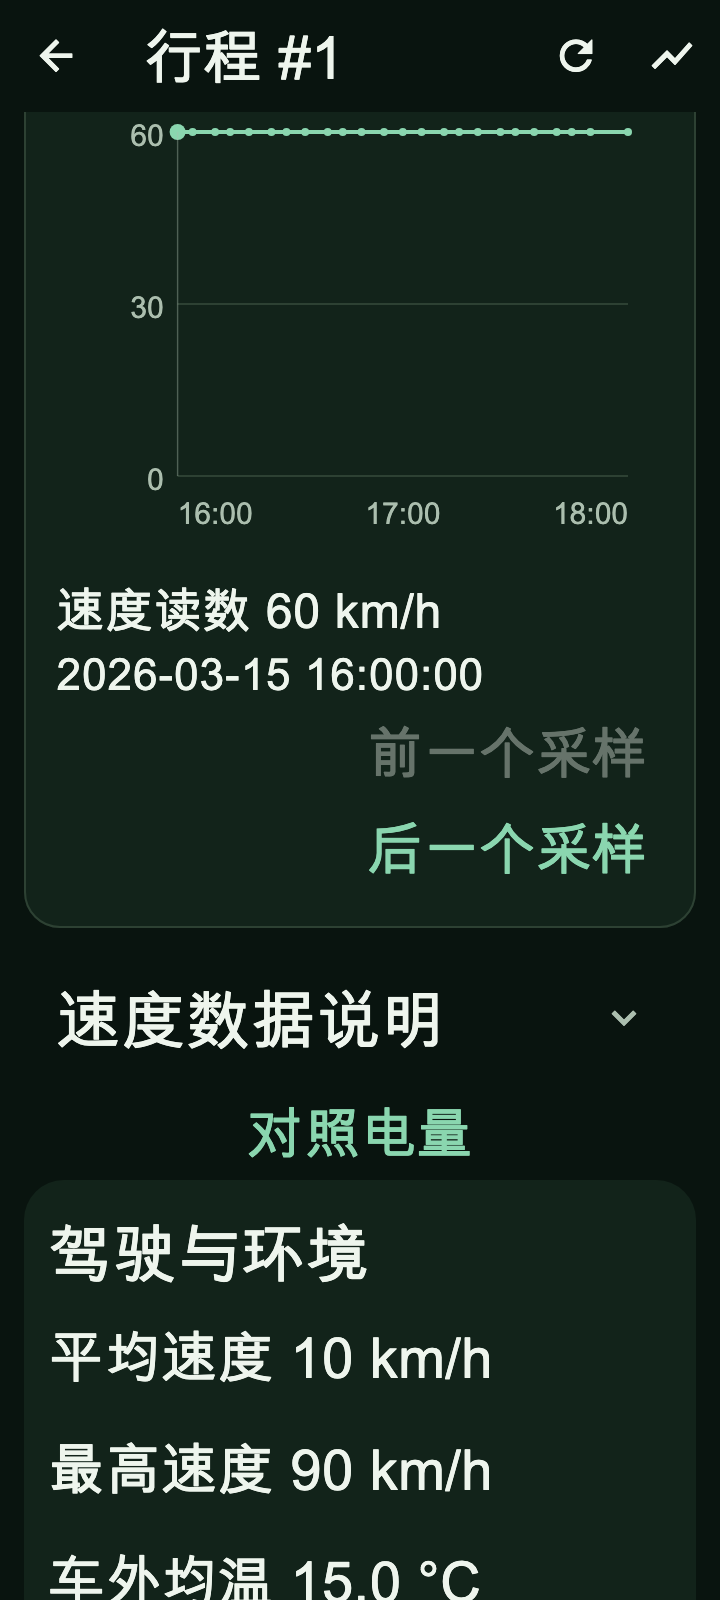 行程 #1
60
30
0
16:00 17:00 18:00
速度读数 60 km/h
2026-03-15 16:00:00
前一个采样
后一个采样
速度数据说明
对照电量
驾驶与环境
平均速度 10 km/h
最高速度 90 km/h
车外均温 15.0 °C